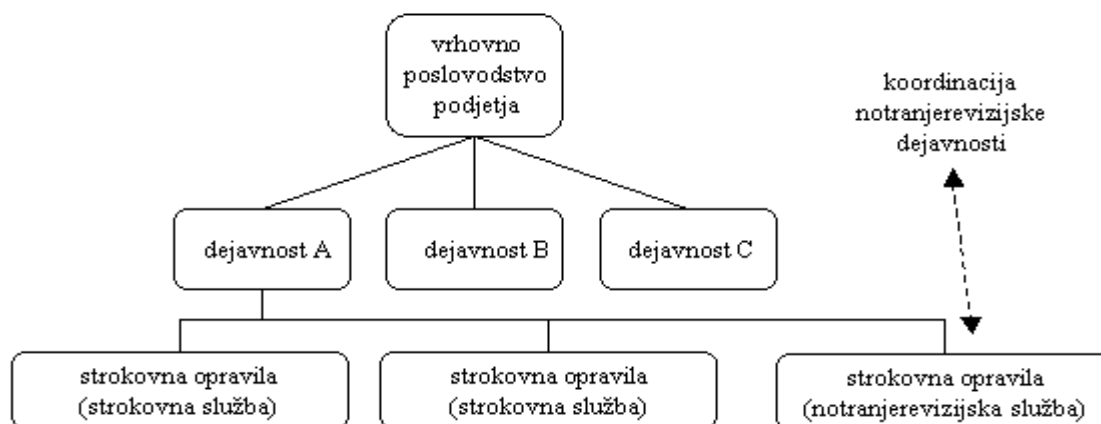 vrhovno
poslovodstvo
podjetja
koordinacija
notranjerevizijske
dejavnosti
dejavnost A
dejavnost B
dejavnost C
strokovna opravila
(strokovna služba)
strokovna opravila
(strokovna služba)
strokovna opravila
(notranjerevizijska služba)